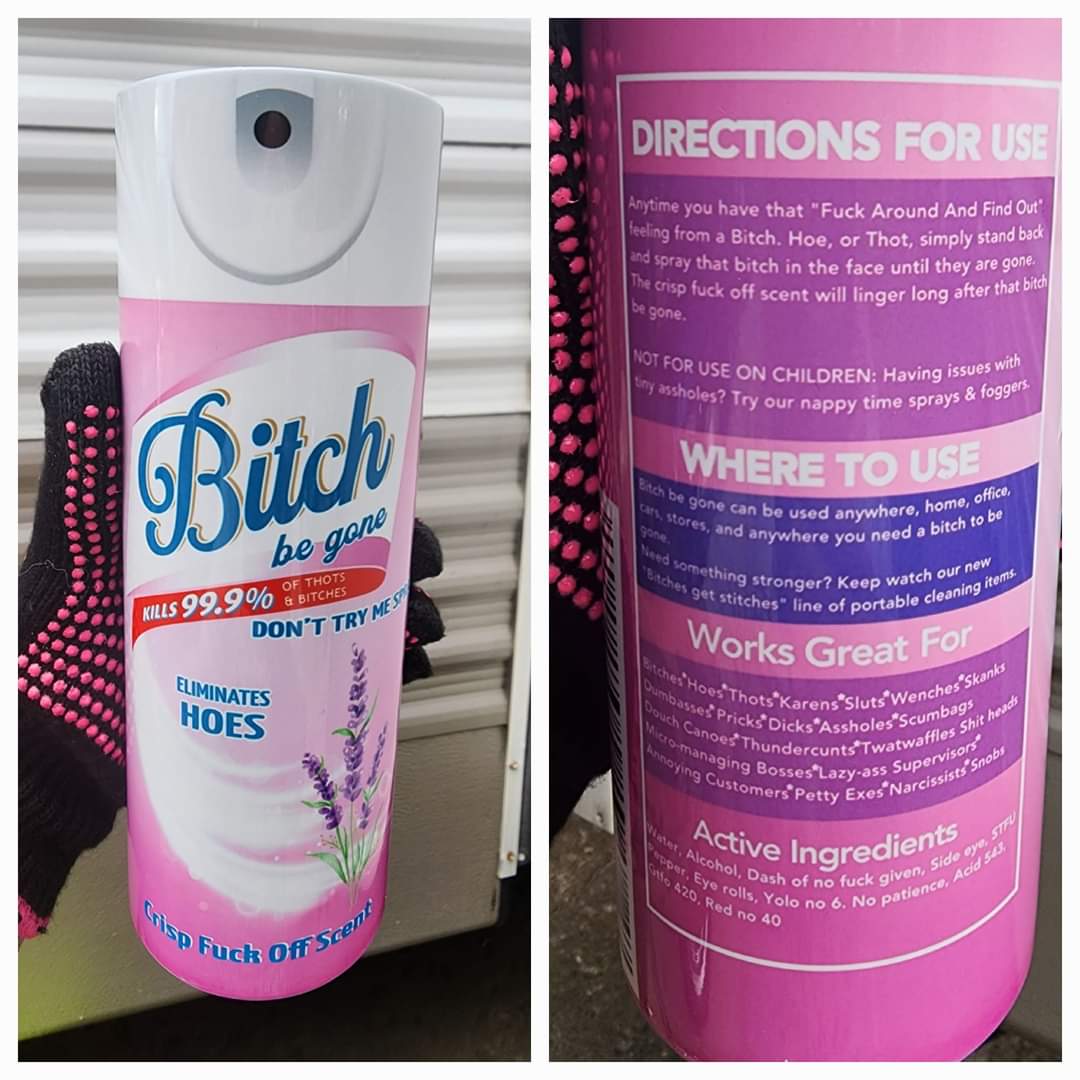 Bitch
be gone
KILLS 99.9% OF THOTS
& BITCHES
DON'T TRY ME
ELIMINATES
HOES
Crisp Fuck Off Scent
DIRECTIONS FOR USE
Anytime you have that "Fuck Around And Find Out"
feeling from a Bitch. Hoe, or Thot, simply stand back
and spray that bitch in the face until they are gone.
The crisp fuck off scent will linger long after that bitch
be gone.
NOT FOR USE ON CHILDREN: Having issues with
tiny assholes? Try our nappy time sprays & foggers.
WHERE TO USE
Bitch be gone can be used anywhere, home, office,
cars, stores, and anywhere you need a bitch to be
gone.
Need something stronger? Keep watch our new
"Bitches get stitches" line of portable cleaning items.
Works Great For
Bitches*Hoes*Thots*Karens*Sluts*Wenches*Skanks
Dumbasses*Pricks*Dicks*Assholes*Scumbags
Douch Canoes*Thundercunts*Twatwaffles Shit heads
Micro-managing Bosses*Lazy-ass Supervisors*
Annoying Customers*Petty Exes*Narcissists*Snobs
Active Ingredients
Water, Alcohol, Dash of no fuck given, Side eye, STFU
Pepper, Eye rolls, Yolo no 6. No patience, Acid 543.
Gtfo 420, Red no 40